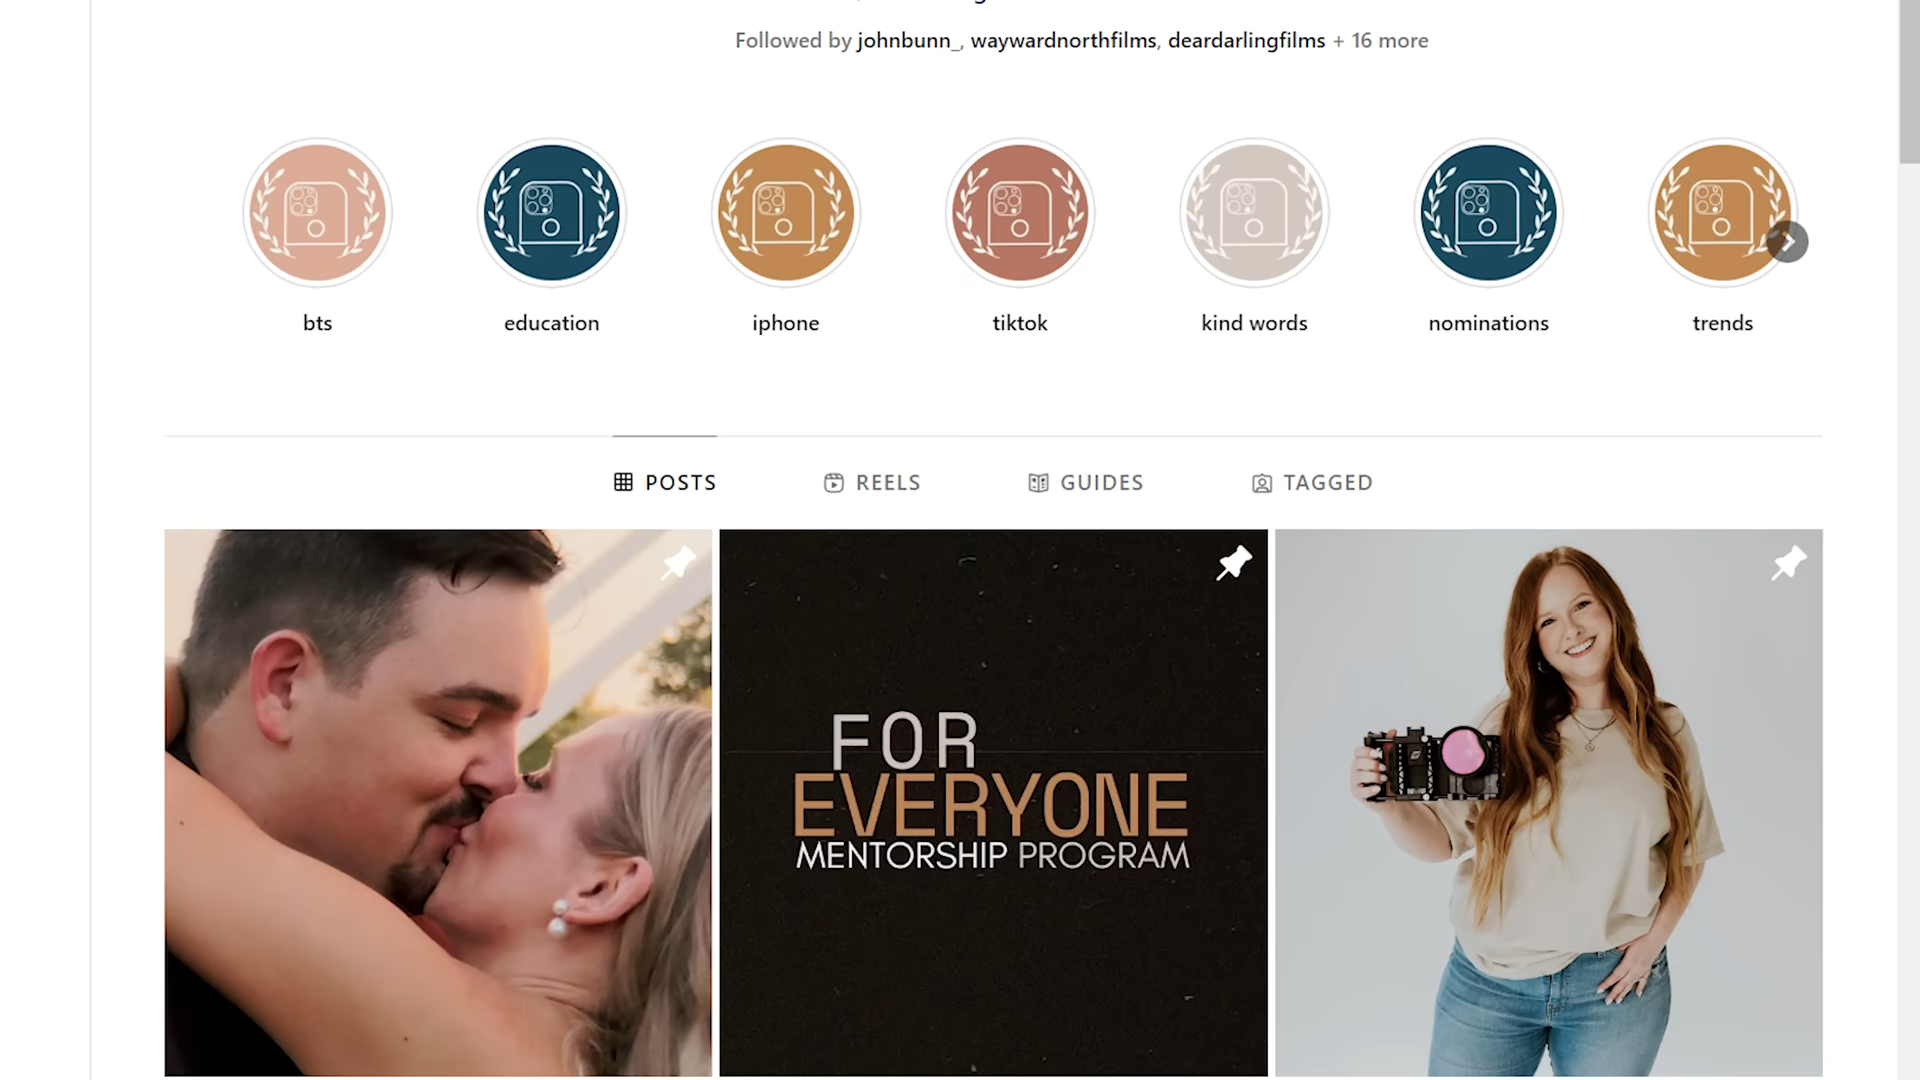 Followed by johnbunn_, waywardnorthfilms, deardarlingfilms + 16 more
bts
education
iphone
tiktok
kind words
nominations
trends
POSTS
REELS
GUIDES
TAGGED
FOR
EVERYONE
MENTORSHIP PROGRAM